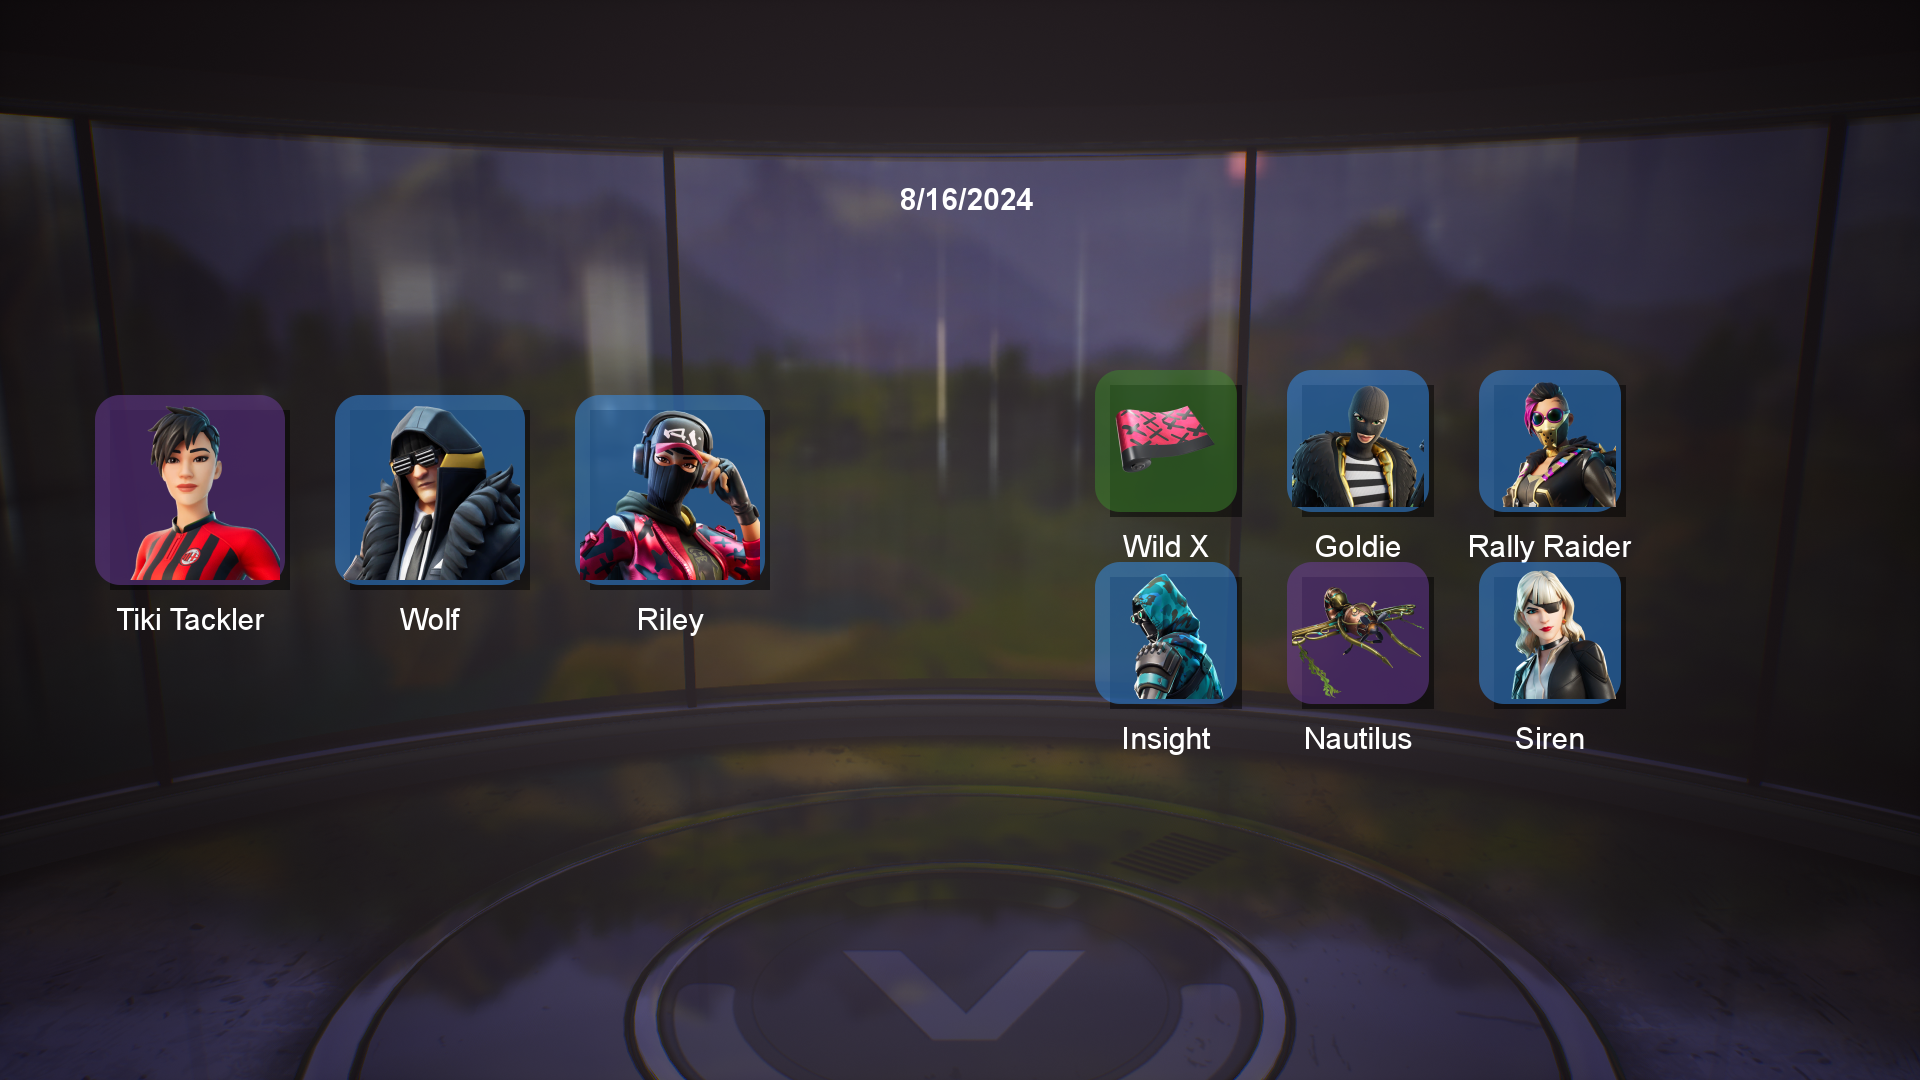 8/16/2024
Tiki Tackler
Wolf
Riley
Wild X
Goldie
Rally Raider
Insight
Nautilus
Siren